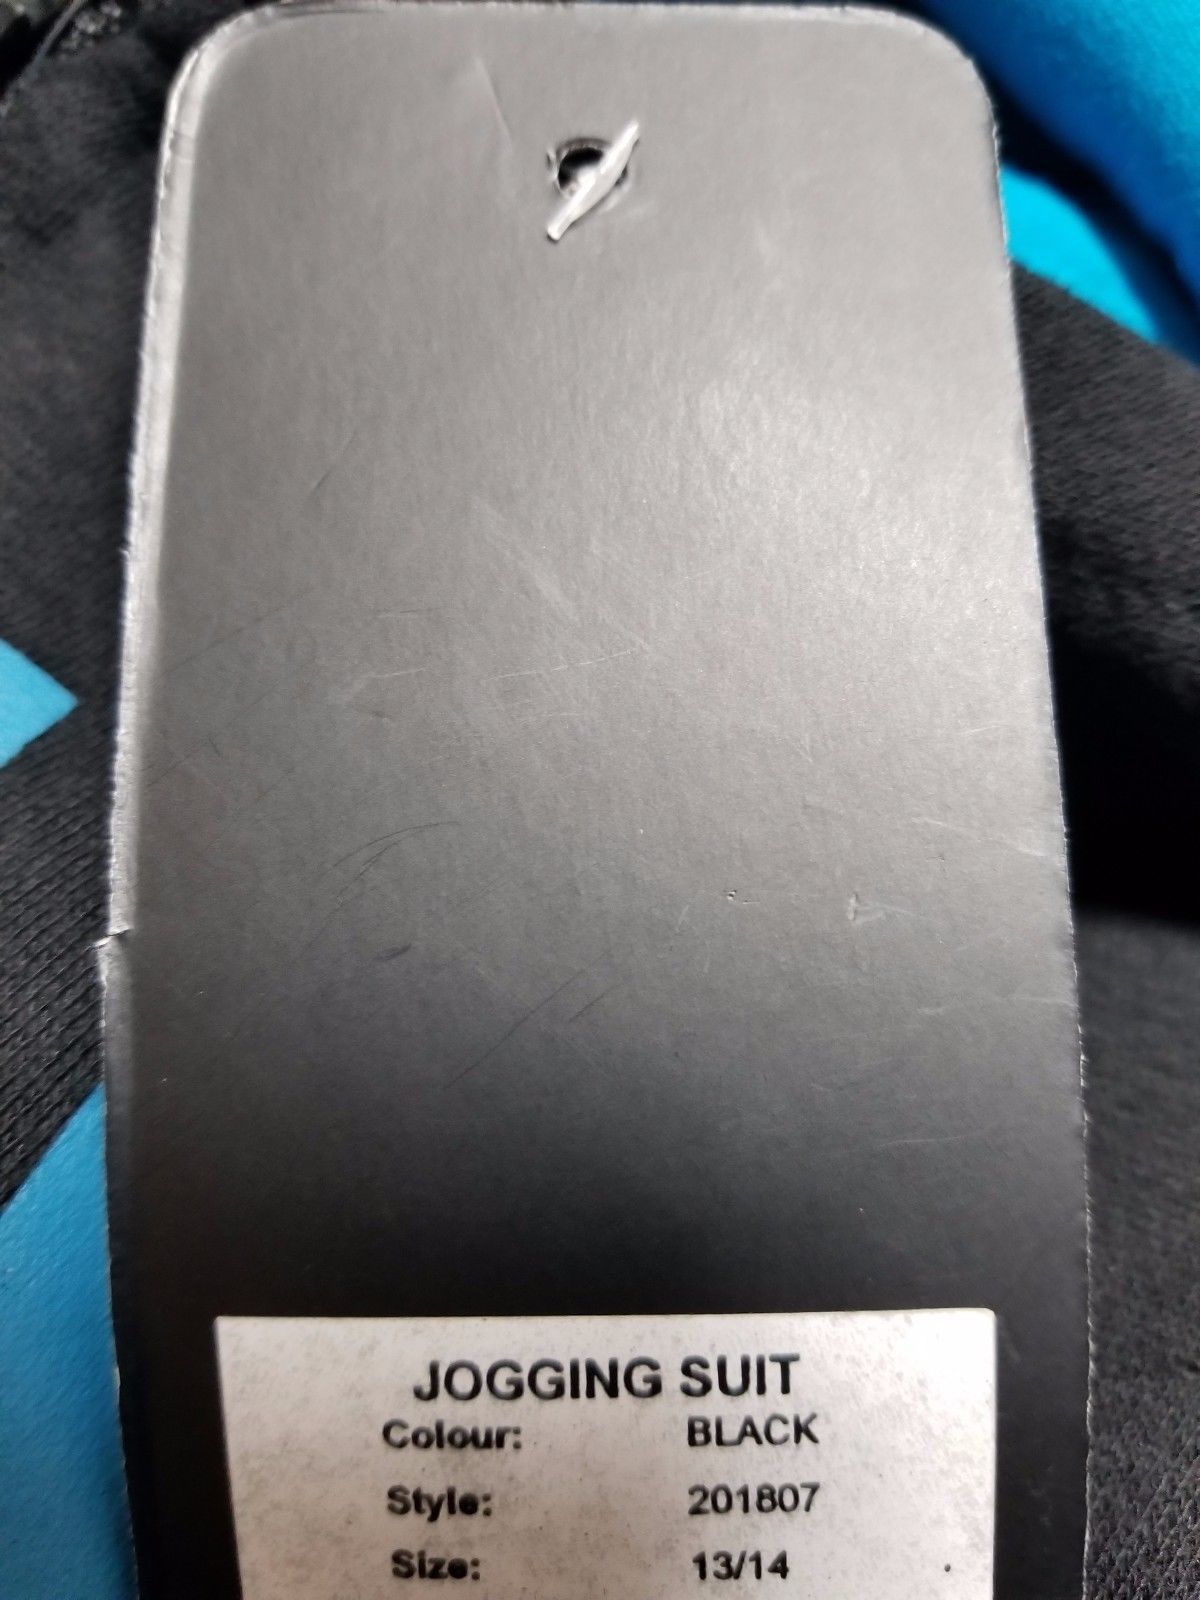 JOGGING SUIT
Colour: BLACK
Style: 201807
Size: 13/14